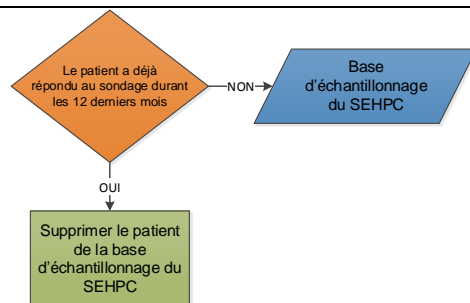 Le patient a déjà
répondu au sondage durant
les 12 derniers mois
NON
Base
d'échantillonnage
du SEHPC
OUI
Supprimer le patient
de la base
d'échantillonnage du
SEHPC